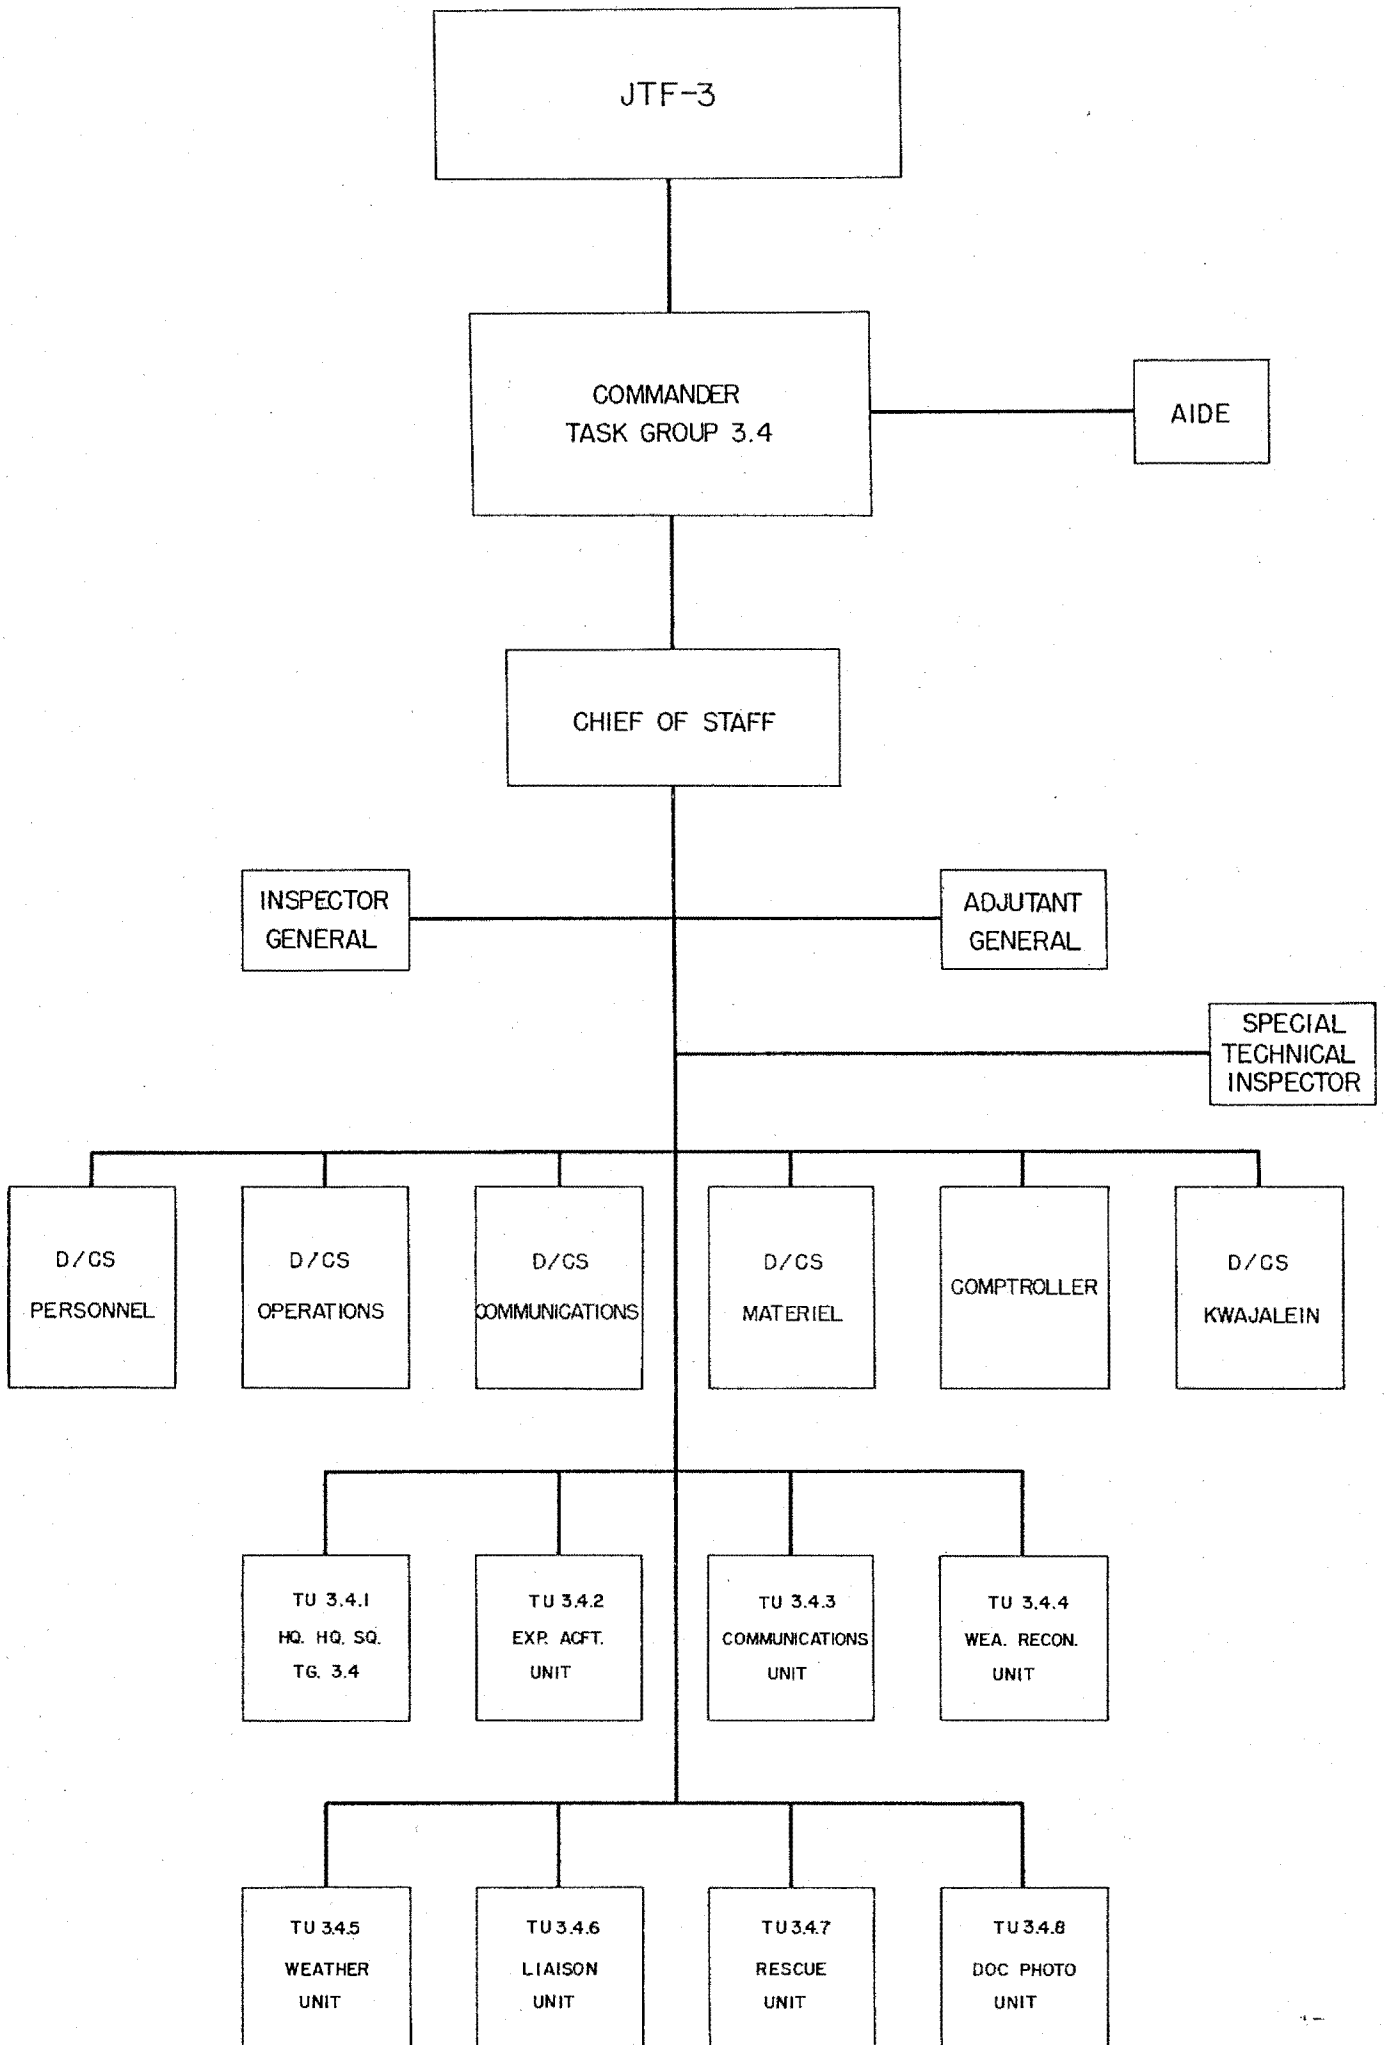 JTF-3
COMMANDER
TASK GROUP 3.4
AIDE
CHIEF OF STAFF
INSPECTOR
GENERAL
ADJUTANT
GENERAL
SPECIAL
TECHNICAL
INSPECTOR
D/CS
PERSONNEL
D/CS
OPERATIONS
D/CS
COMMUNICATIONS
D/CS
MATERIEL
COMPTROLLER
D/CS
KWAJALEIN
TU 3.4.1
HQ. HQ. SQ.
TG. 3.4
TU 3.4.2
EXP. ACFT.
UNIT
TU 3.4.3
COMMUNICATIONS
UNIT
TU 3.4.4
WEA. RECON.
UNIT
TU 3.4.5
WEATHER
UNIT
TU 3.4.6
LIAISON
UNIT
TU 3.4.7
RESCUE
UNIT
TU 3.4.8
DOC PHOTO
UNIT